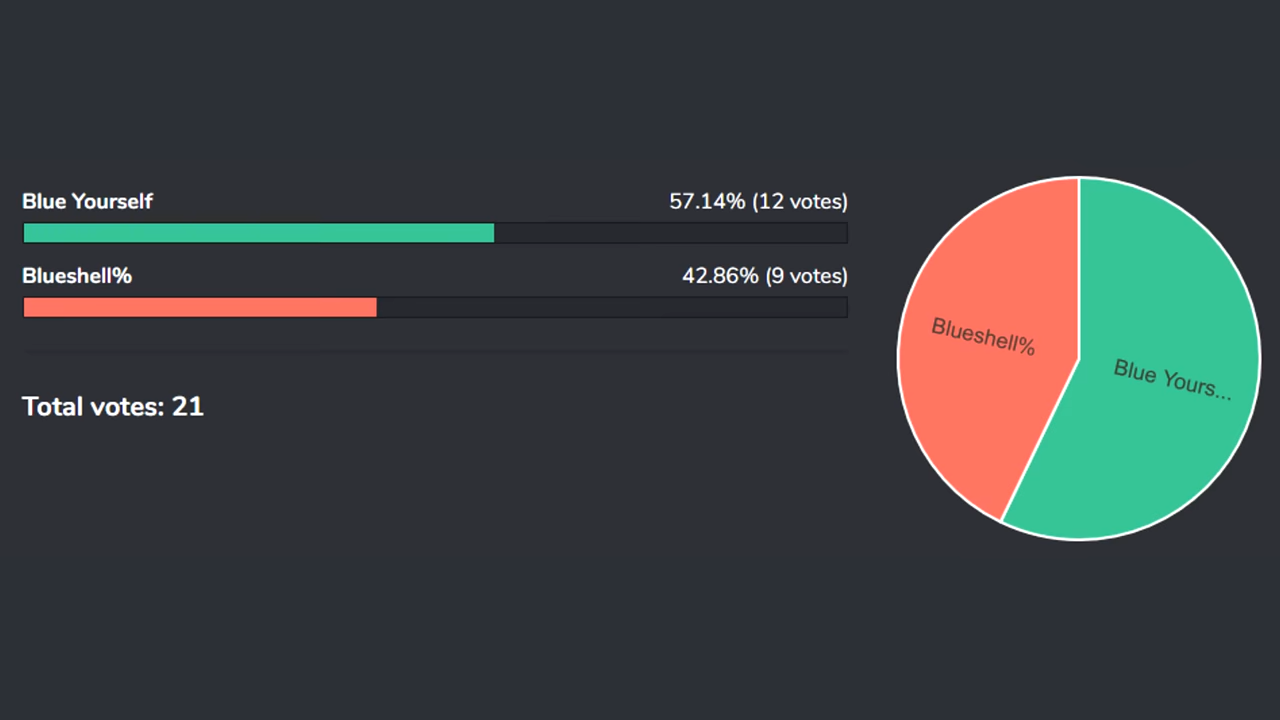 Blue Yourself 57.14% (12 votes)
Blueshell% 42.86% (9 votes)
Total votes: 21
Blueshell%
Blue Yours...